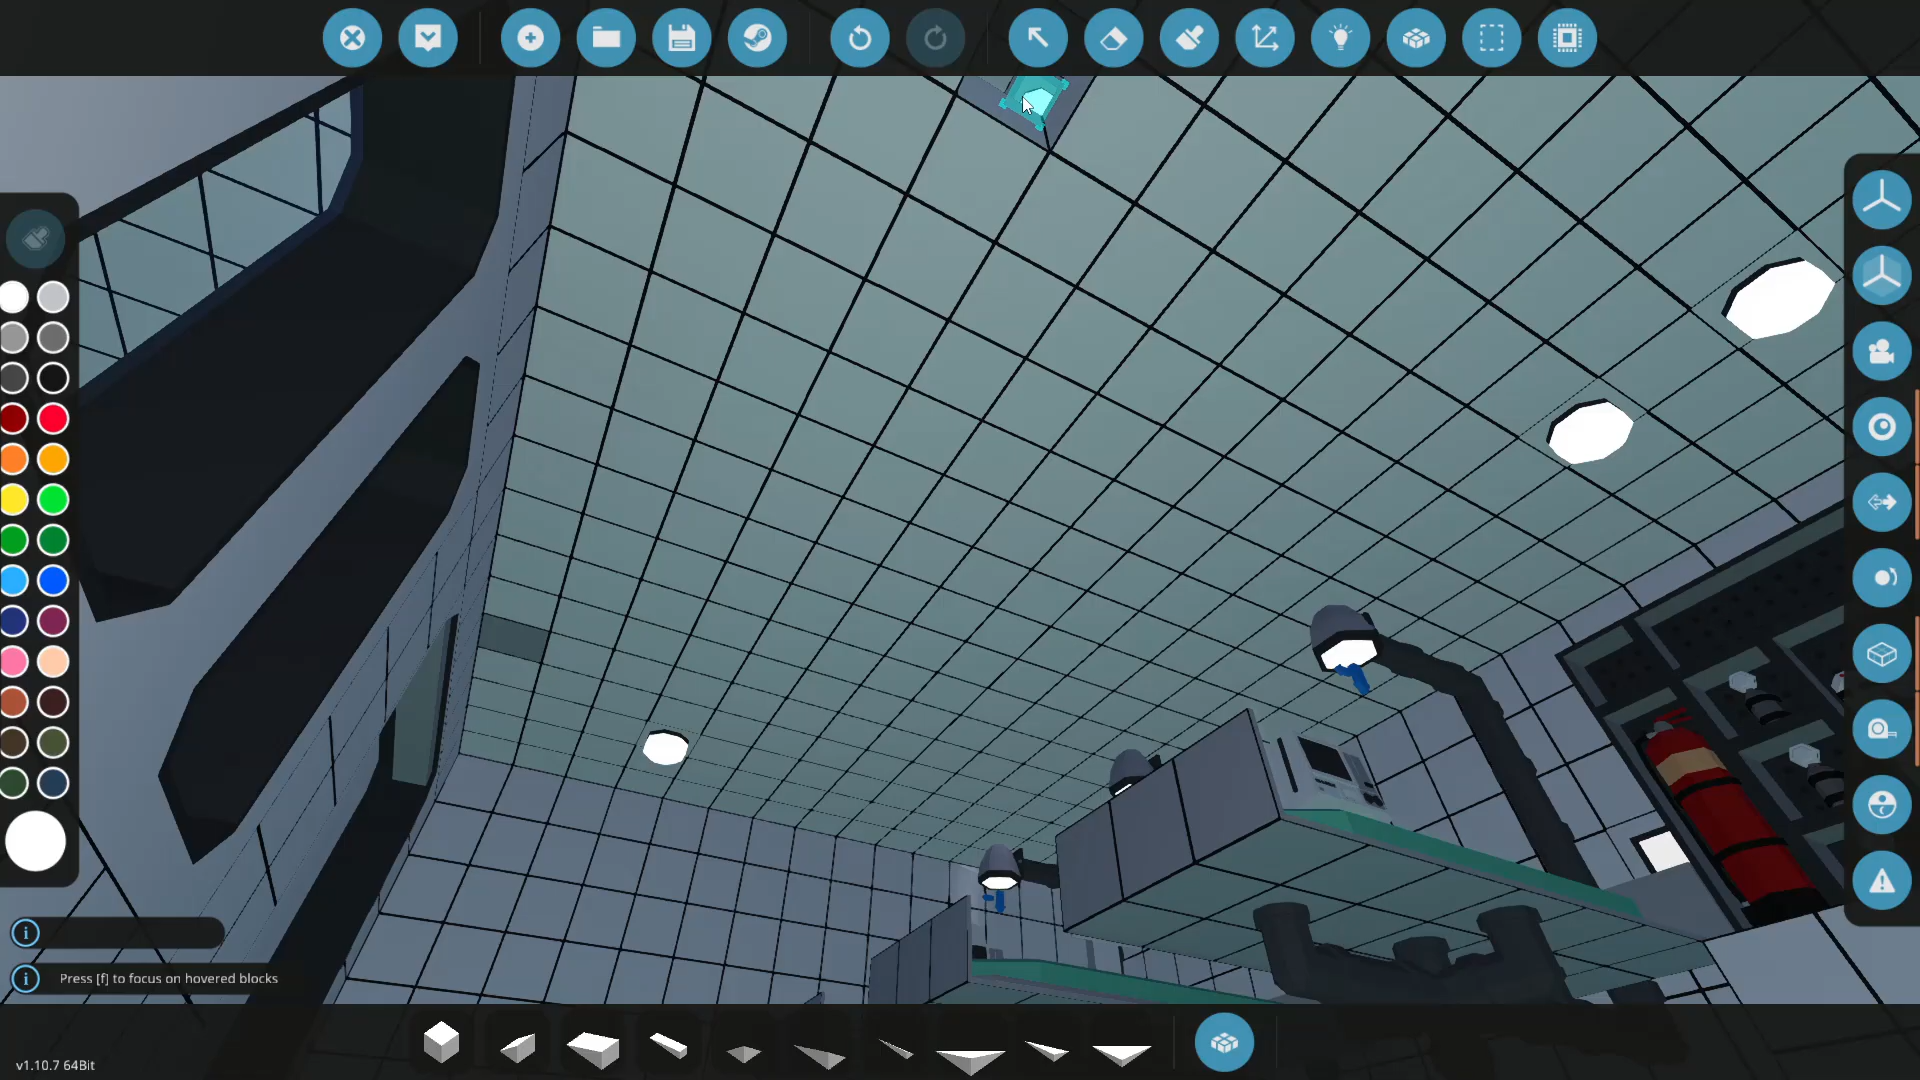 Press [f] to focus on hovered blocks
v1.10.7 64Bit